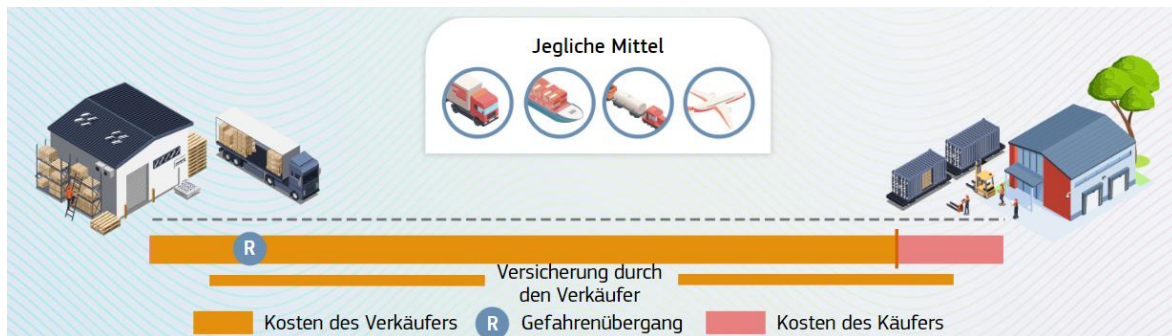 Jegliche Mittel
R
Versicherung durch
den Verkäufer
Kosten des Verkäufers
R
Gefahrenübergang
Kosten des Käufers